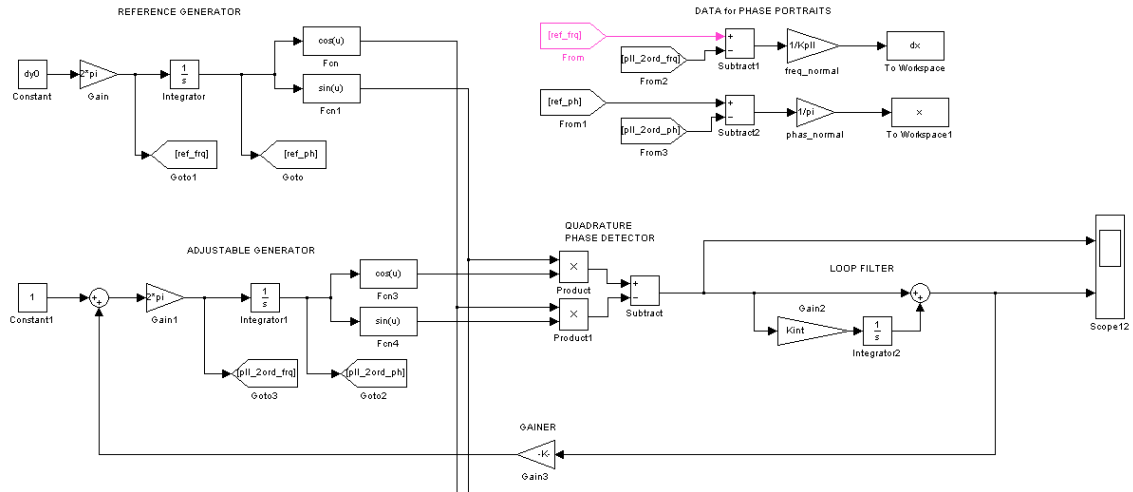 REFERENCE GENERATOR
DATA for PHASE PORTRAITS
dy0
Constant
2*pi
Gain
1
s
Integrator
cos(u)
Fcn
sin(u)
Fcn1
[ref_frq]
Goto1
[ref_ph]
Goto
[ref_frq]
From
[pll_2ord_frq]
From2
+
−
Subtract1
1/Kpll
freq_normal
dx
To Workspace
[ref_ph]
From1
[pll_2ord_ph]
From3
+
−
Subtract2
1/pi
phas_normal
x
To Workspace1
ADJUSTABLE GENERATOR
1
Constant1
+
+
2*pi
Gain1
1
s
Integrator1
cos(u)
Fcn3
sin(u)
Fcn4
[pll_2ord_frq]
Goto3
[pll_2ord_ph]
Goto2
QUADRATURE
PHASE DETECTOR
×
Product
×
Product1
+
−
Subtract
LOOP FILTER
Gain2
Kint
1
s
Integrator2
+
+
Scope12
GAINER
-K-
Gain3